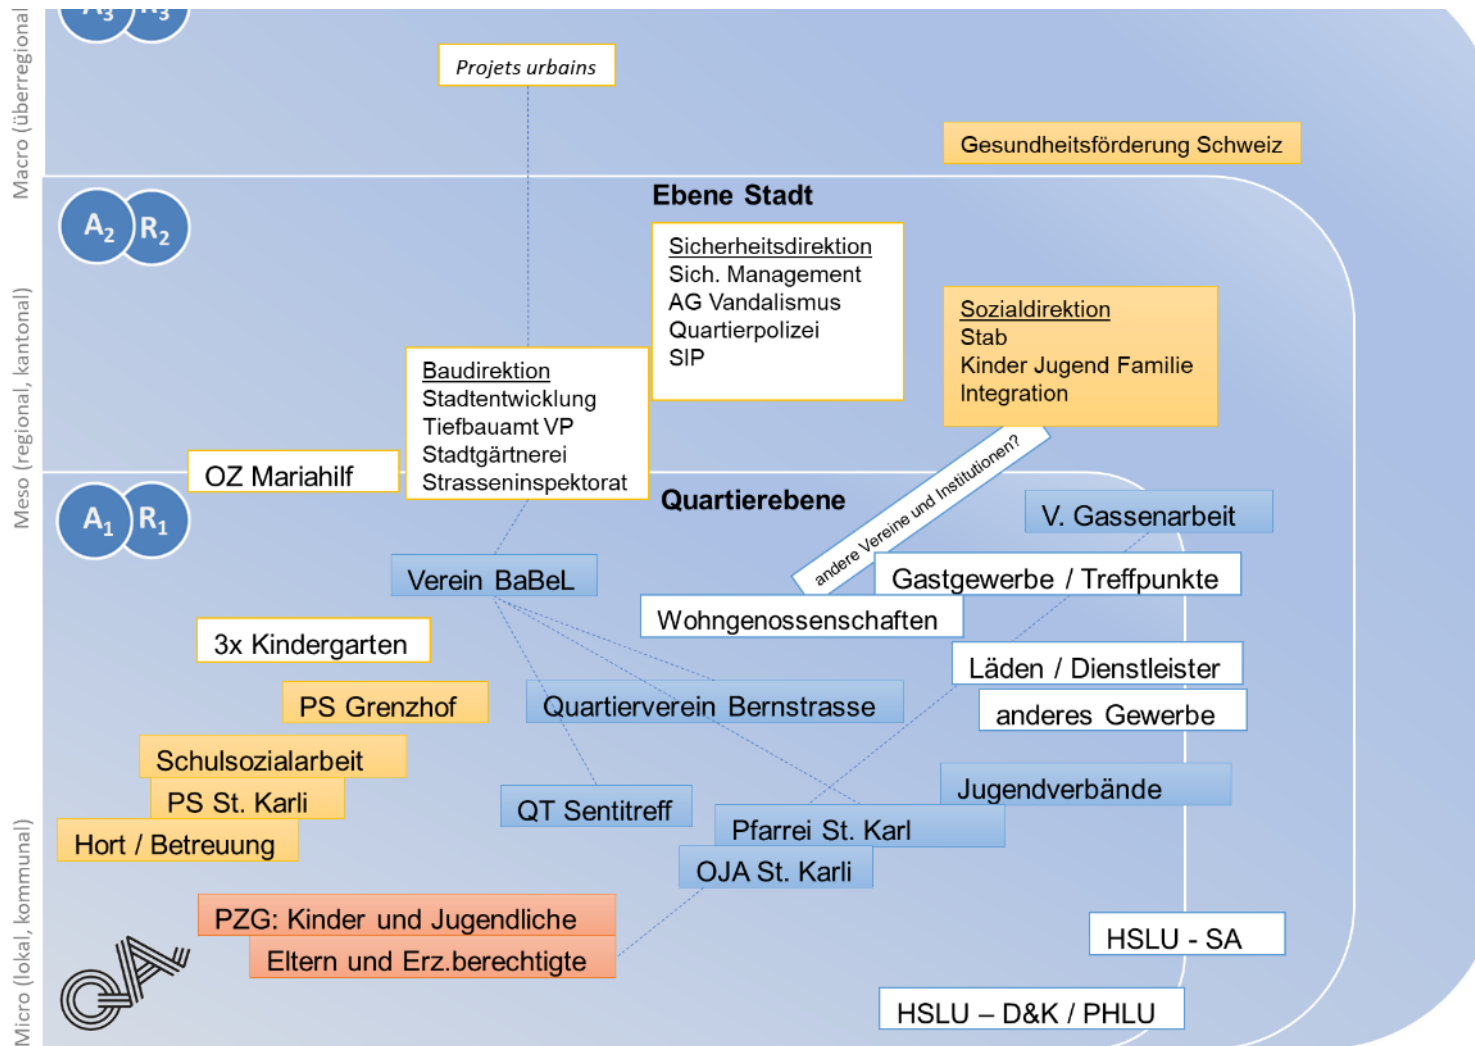 A3 R3
Macro (überregional)
Projets urbains
Gesundheitsförderung Schweiz
Ebene Stadt
A2 R2
Meso (regional, kantonal)
Sicherheitsdirektion
Sich. Management
AG Vandalismus
Quartierpolizei
SIP
Sozialdirektion
Stab
Kinder Jugend Familie
Integration
Baudirektion
Stadtentwicklung
Tiefbauamt VP
Stadtgärtnerei
Strasseninspektorat
OZ Mariahilf
andere Vereine und Institutionen?
Quartierebene
A1 R1
V. Gassenarbeit
Verein BaBeL
Gastgewerbe / Treffpunkte
Wohngenossenschaften
3x Kindergarten
Läden / Dienstleister
PS Grenzhof
Quartierverein Bernstrasse
anderes Gewerbe
Schulsozialarbeit
Jugendverbände
PS St. Karli
QT Sentitreff
Pfarrei St. Karl
Hort / Betreuung
OJA St. Karli
Micro (lokal, kommunal)
PZG: Kinder und Jugendliche
Eltern und Erz.berechtigte
HSLU - SA
HSLU – D&K / PHLU